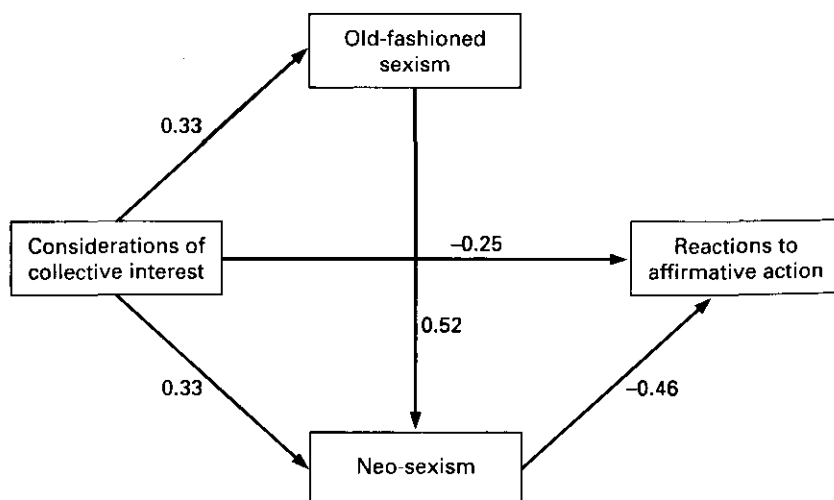 Old-fashioned
sexism
0.33
Considerations of
collective interest
–0.25
Reactions to
affirmative action
0.52
0.33
–0.46
Neo-sexism